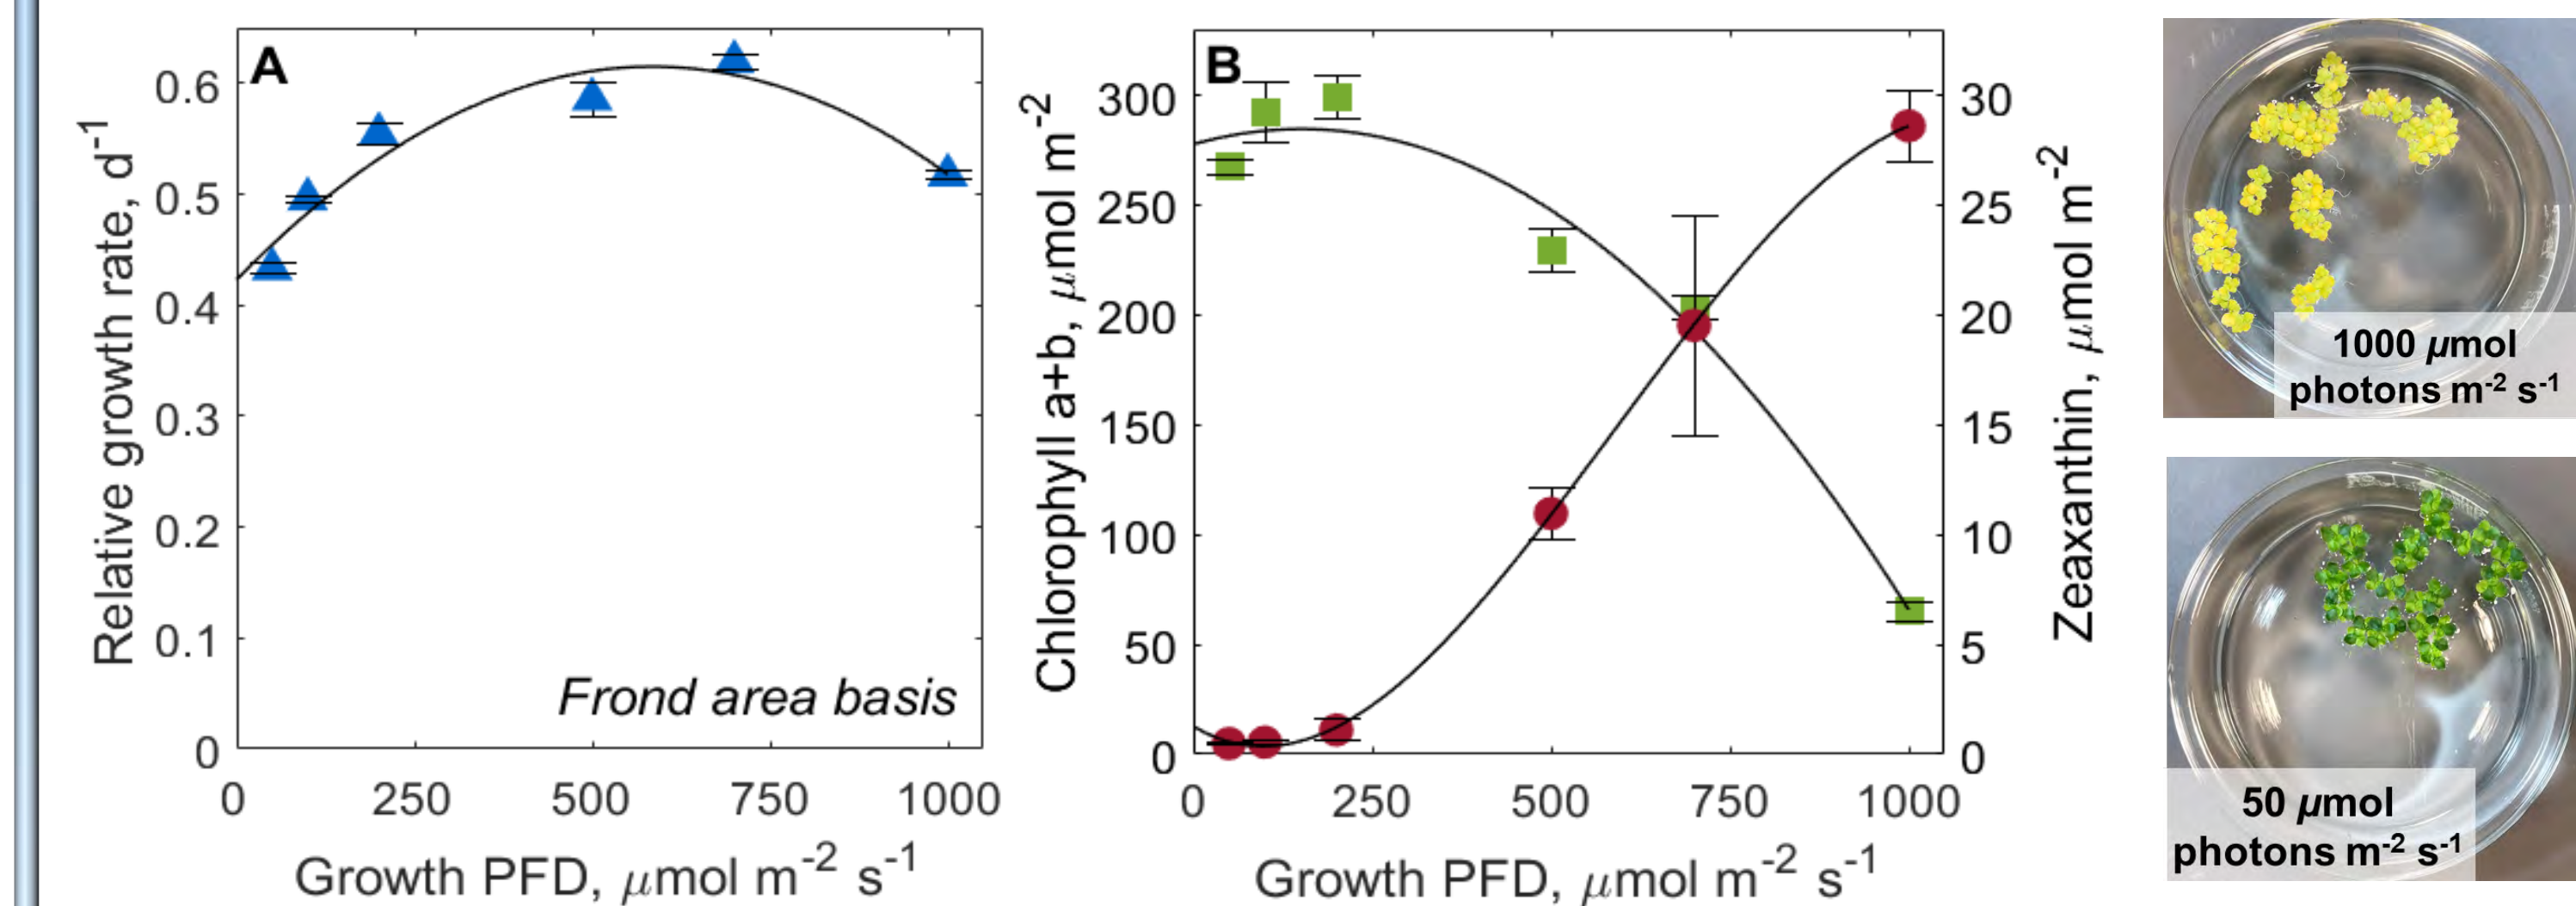 A
Relative growth rate, d⁻¹
0.6
0.5
0.4
0.3
0.2
0.1
0
Frond area basis
0 250 500 750 1000
Growth PFD, μmol m⁻² s⁻¹
B
Chlorophyll a+b, μmol m⁻²
300
250
200
150
100
50
0
30
25
20
15
10
5
0
Zeaxanthin, μmol m⁻²
0 250 500 750 1000
Growth PFD, μmol m⁻² s⁻¹
1000 μmol
photons m⁻² s⁻¹
50 μmol
photons m⁻² s⁻¹